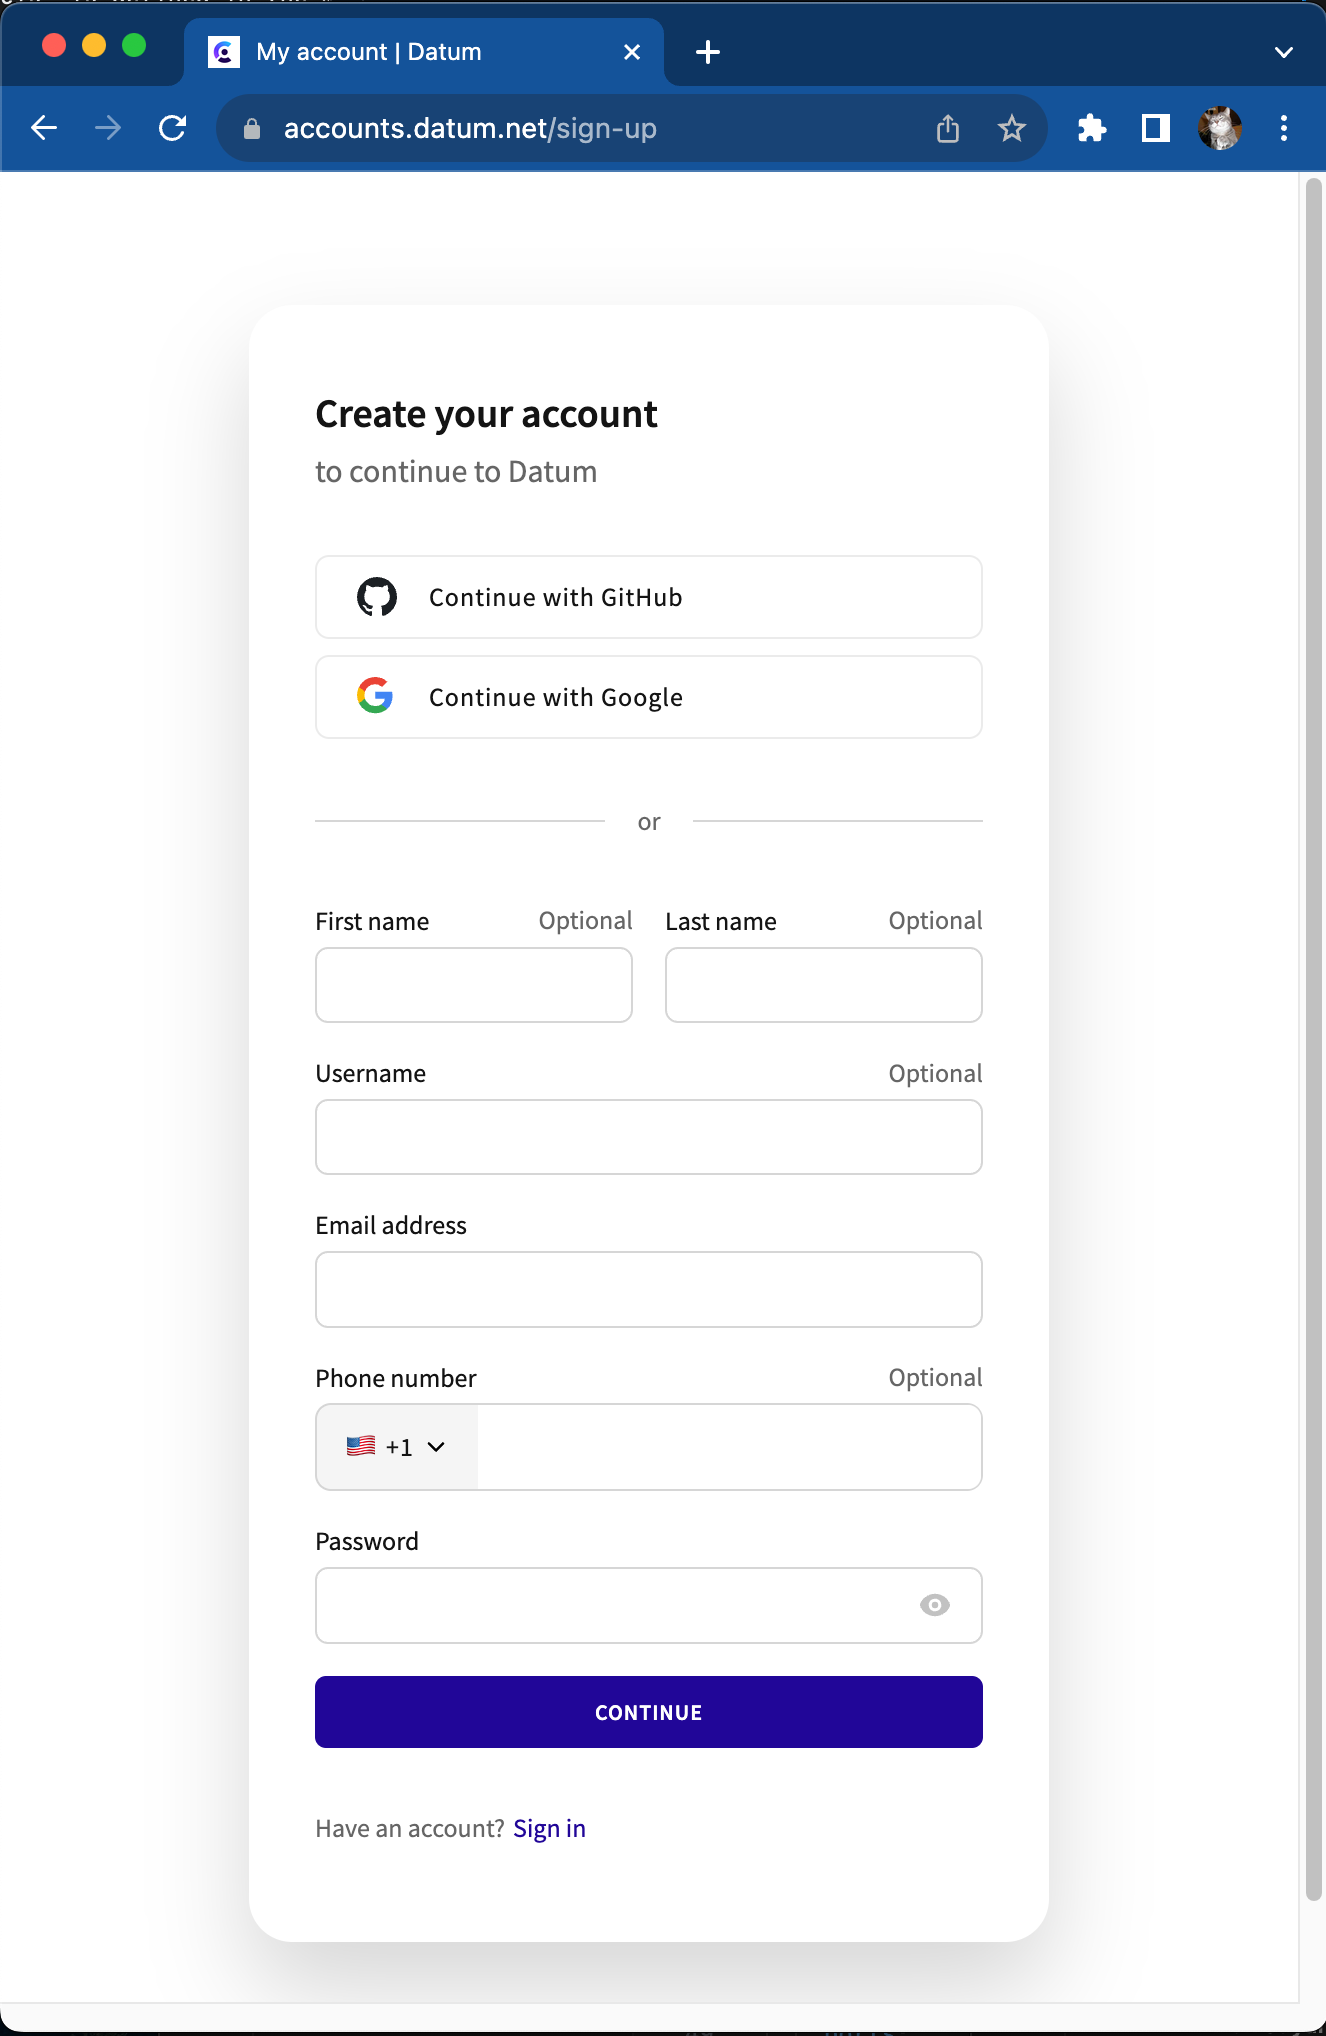 My account | Datum
accounts.datum.net/sign-up
Create your account
to continue to Datum
Continue with GitHub
Continue with Google
or
First name Optional Last name Optional
Username Optional
Email address
Phone number Optional
+1
Password
CONTINUE
Have an account? Sign in